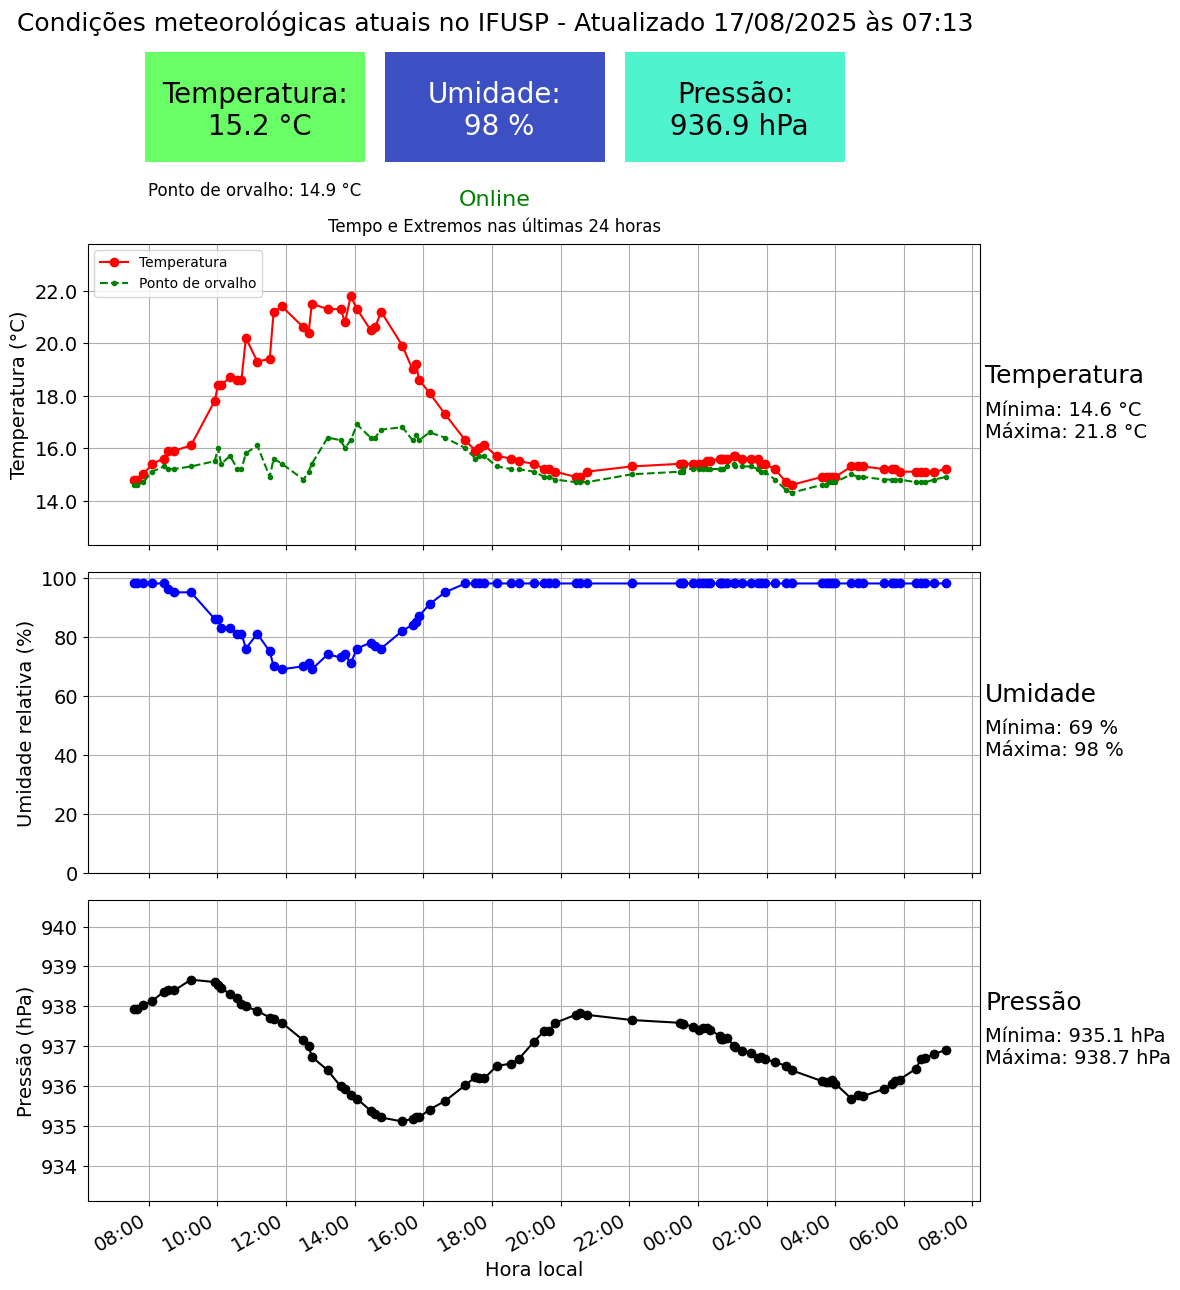 Condições meteorológicas atuais no IFUSP - Atualizado 17/08/2025 às 07:13
Temperatura:
15.2 °C
Umidade:
98 %
Pressão:
936.9 hPa
Ponto de orvalho: 14.9 °C
Online
Tempo e Extremos nas últimas 24 horas
Temperatura
Ponto de orvalho
Temperatura (°C)
22.0
20.0
18.0
16.0
14.0
Temperatura
Mínima: 14.6 °C
Máxima: 21.8 °C
Umidade relativa (%)
100
80
60
40
20
0
Umidade
Mínima: 69 %
Máxima: 98 %
Pressão (hPa)
940
939
938
937
936
935
934
Pressão
Mínima: 935.1 hPa
Máxima: 938.7 hPa
08:00 10:00 12:00 14:00 16:00 18:00 20:00 22:00 00:00 02:00 04:00 06:00 08:00
Hora local